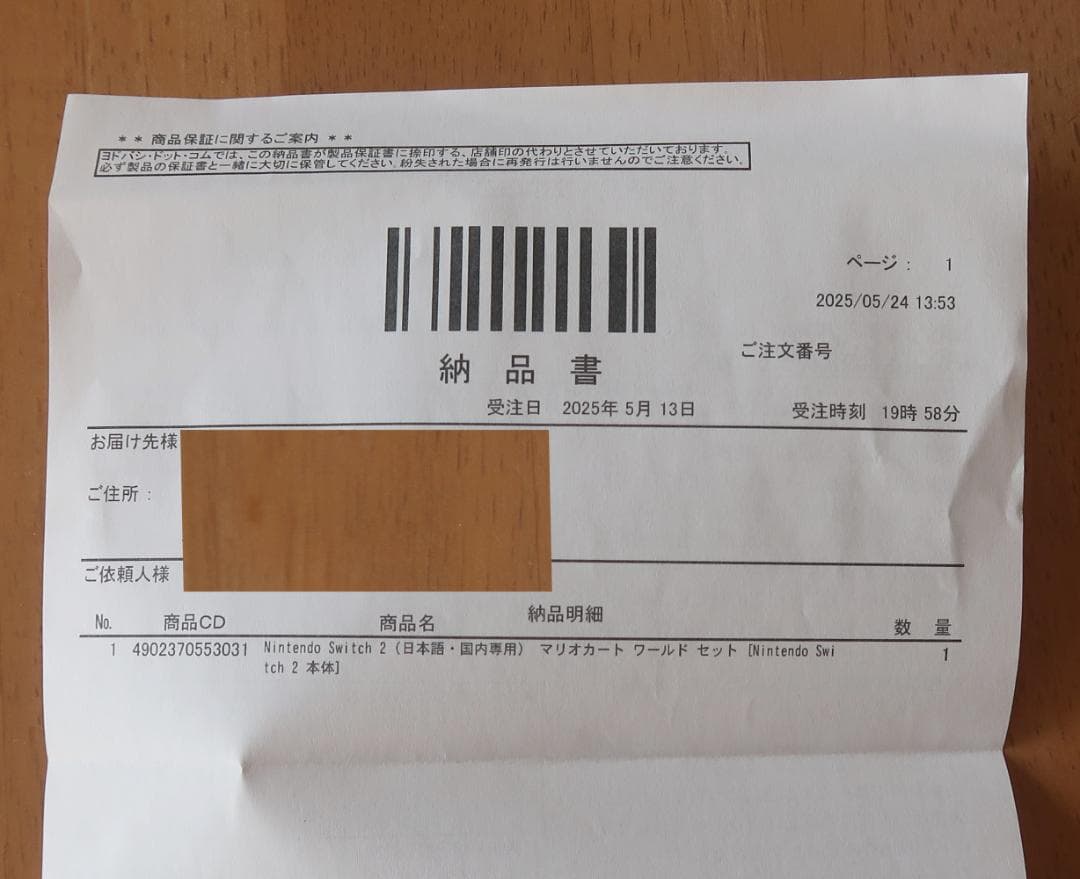 ** 商品保証に関するご案内 **
ヨドバシ・ドット・コムでは、この納品書が製品保証書に捺印する、店舗印の代わりとさせていただいております。
必ず製品の保証書と一緒に大切に保管してください。紛失された場合に再発行は行いませんのでご注意ください。
ページ： 1
2025/05/24 13:53
ご注文番号
納品書
受注日 2025年 5月 13日 受注時刻 19時 58分
お届け先様
ご住所：
ご依頼人様
納品明細
No. 商品CD 商品名 数量
1 4902370553031 Nintendo Switch 2（日本語・国内専用） マリオカート ワールド セット [Nintendo Swi 1
tch 2 本体]